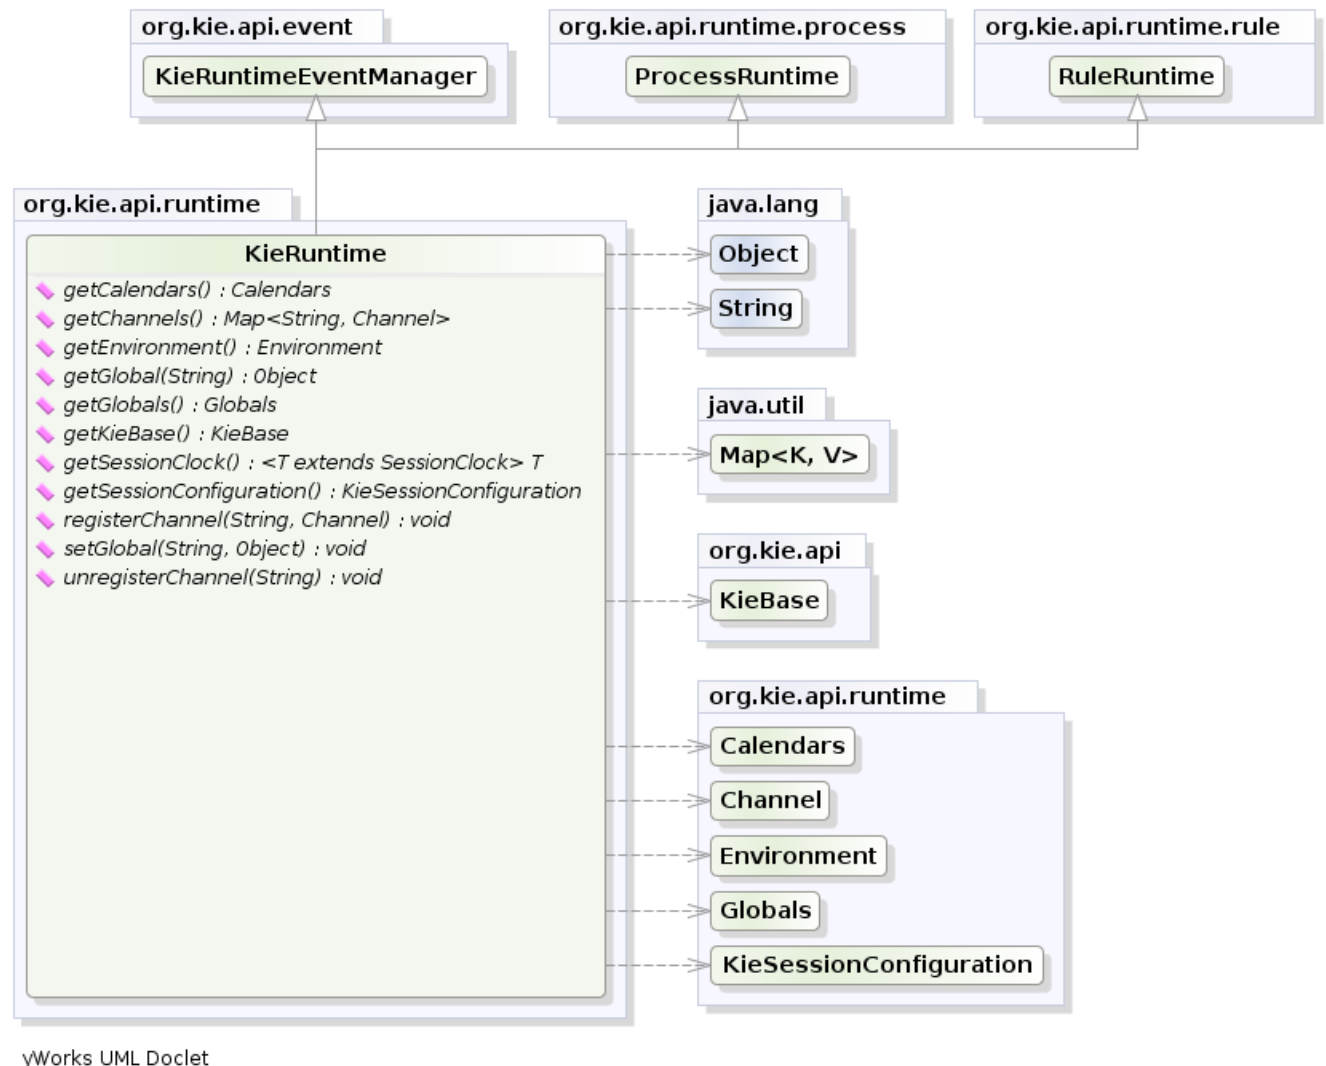 org.kie.api.event
KieRuntimeEventManager
org.kie.api.runtime.process
ProcessRuntime
org.kie.api.runtime.rule
RuleRuntime
org.kie.api.runtime
KieRuntime
getCalendars() : Calendars
getChannels() : Map<String, Channel>
getEnvironment() : Environment
getGlobal(String) : Object
getGlobals() : Globals
getKieBase() : KieBase
getSessionClock() : <T extends SessionClock> T
getSessionConfiguration() : KieSessionConfiguration
registerChannel(String, Channel) : void
setGlobal(String, Object) : void
unregisterChannel(String) : void
java.lang
Object
String
java.util
Map<K, V>
org.kie.api
KieBase
org.kie.api.runtime
Calendars
Channel
Environment
Globals
KieSessionConfiguration
yWorks UML Doclet